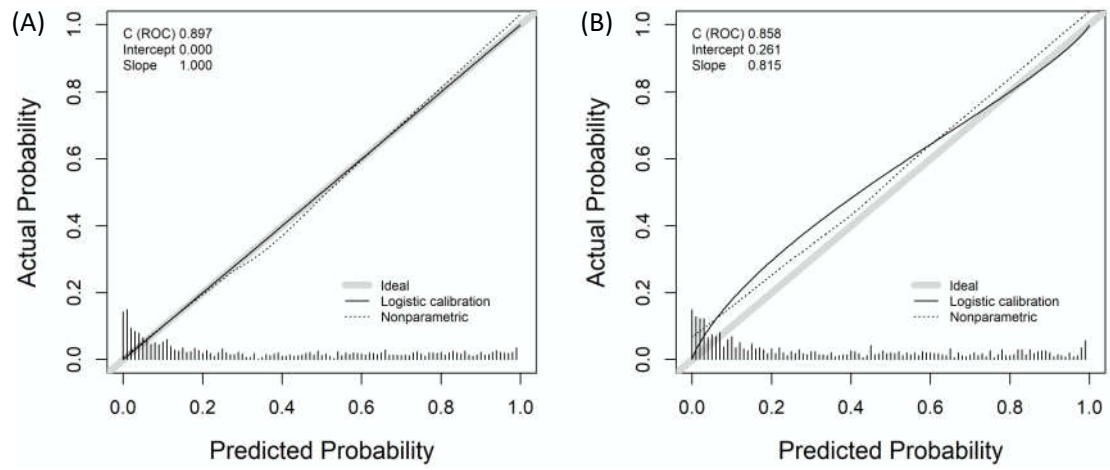 (A)
C (ROC) 0.897
Intercept 0.000
Slope 1.000
Actual Probability
1.0
0.8
0.6
0.4
0.2
0.0
Ideal
Logistic calibration
Nonparametric
0.0 0.2 0.4 0.6 0.8 1.0
Predicted Probability
(B)
C (ROC) 0.858
Intercept 0.261
Slope 0.815
Actual Probability
1.0
0.8
0.6
0.4
0.2
0.0
Ideal
Logistic calibration
Nonparametric
0.0 0.2 0.4 0.6 0.8 1.0
Predicted Probability